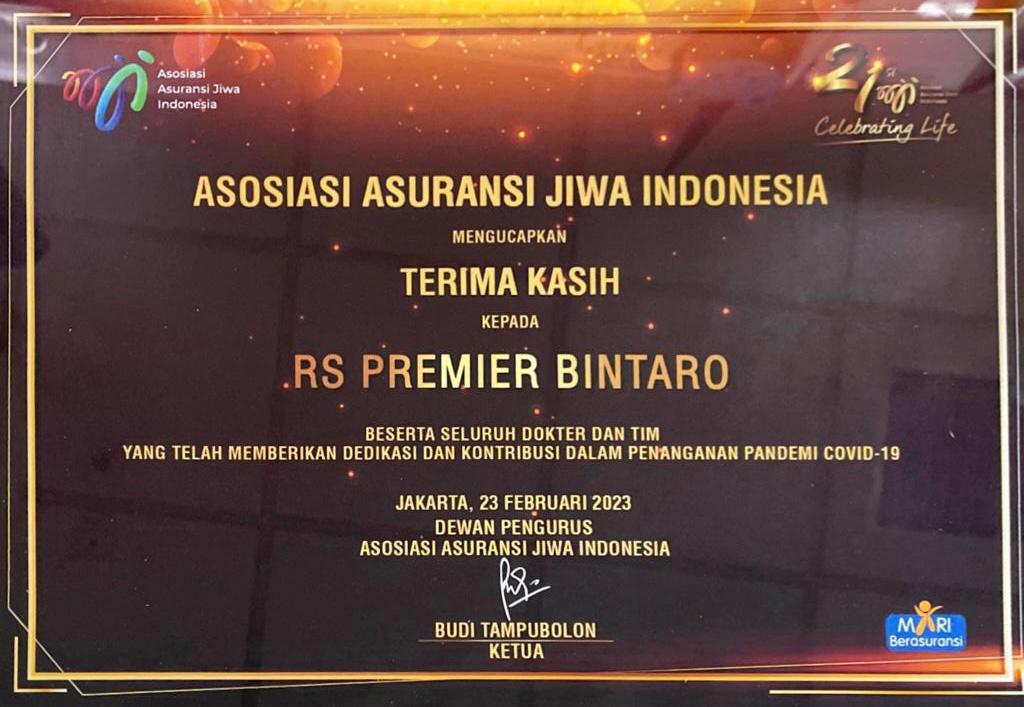 Asosiasi
Asuransi Jiwa
Indonesia
21st
Celebrating Life
ASOSIASI ASURANSI JIWA INDONESIA
MENGUCAPKAN
TERIMA KASIH
KEPADA
RS PREMIER BINTARO
BESERTA SELURUH DOKTER DAN TIM
YANG TELAH MEMBERIKAN DEDIKASI DAN KONTRIBUSI DALAM PENANGANAN PANDEMI COVID-19
JAKARTA, 23 FEBRUARI 2023
DEWAN PENGURUS
ASOSIASI ASURANSI JIWA INDONESIA
BUDI TAMPUBOLON
KETUA
MARI
Berasuransi